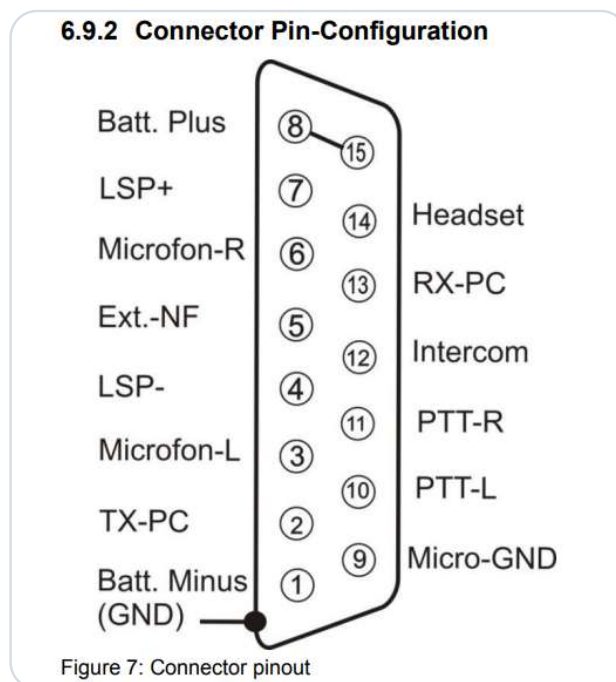 6.9.2 Connector Pin-Configuration
Batt. Plus
8
15
LSP+
7
14
Headset
Microfon-R
6
13
RX-PC
Ext.-NF
5
12
Intercom
LSP-
4
11
PTT-R
Microfon-L
3
10
PTT-L
TX-PC
2
9
Micro-GND
Batt. Minus
1
(GND)
Figure 7: Connector pinout